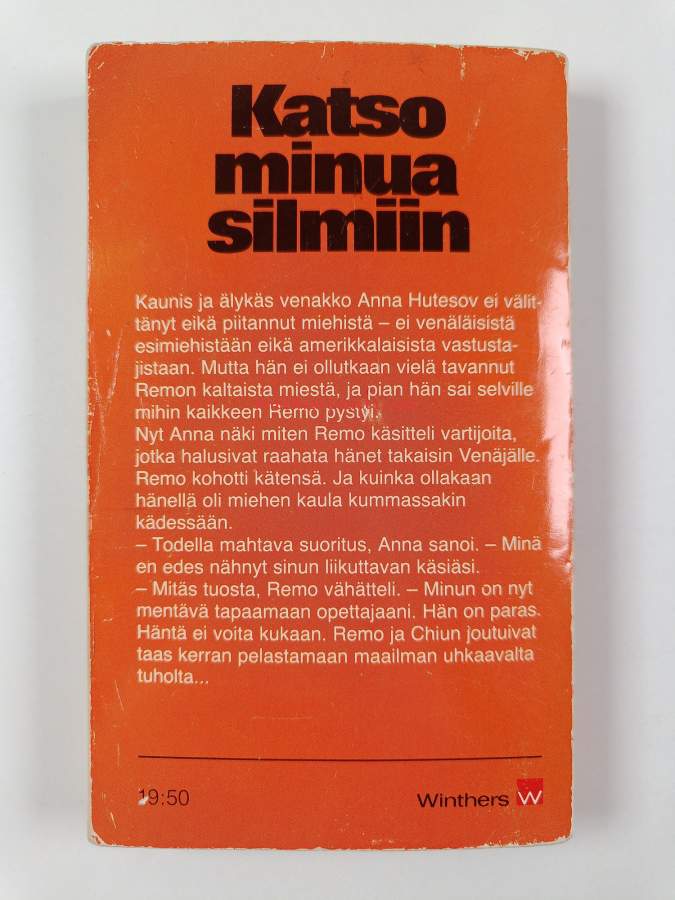 Katso
minua
silmiin
Kaunis ja älykäs venakko Anna Hutesov ei välit-
tänyt eikä piitannut miehistä – ei venäläisistä
esimiehistään eikä amerikkalaisista vastusta-
jistaan. Mutta hän ei ollutkaan vielä tavannut
Remon kaltaista miestä, ja pian hän sai selville
mihin kaikkeen Remo pystyi.
Nyt Anna näki miten Remo käsitteli vartijoita,
jotka halusivat raahata hänet takaisin Venäjälle.
Remo kohotti kätensä. Ja kuinka ollakaan
hänellä oli miehen kaula kummassakin
kädessään.
– Todella mahtava suoritus, Anna sanoi. – Minä
en edes nähnyt sinun liikuttavan käsiäsi.
– Mitäs tuosta, Remo vähätteli. – Minun on nyt
mentävä tapaamaan opettajaani. Hän on paras.
Häntä ei voita kukaan. Remo ja Chiun joutuivat
taas kerran pelastamaan maailman uhkaavalta
tuholta...
19:50
Winthers W